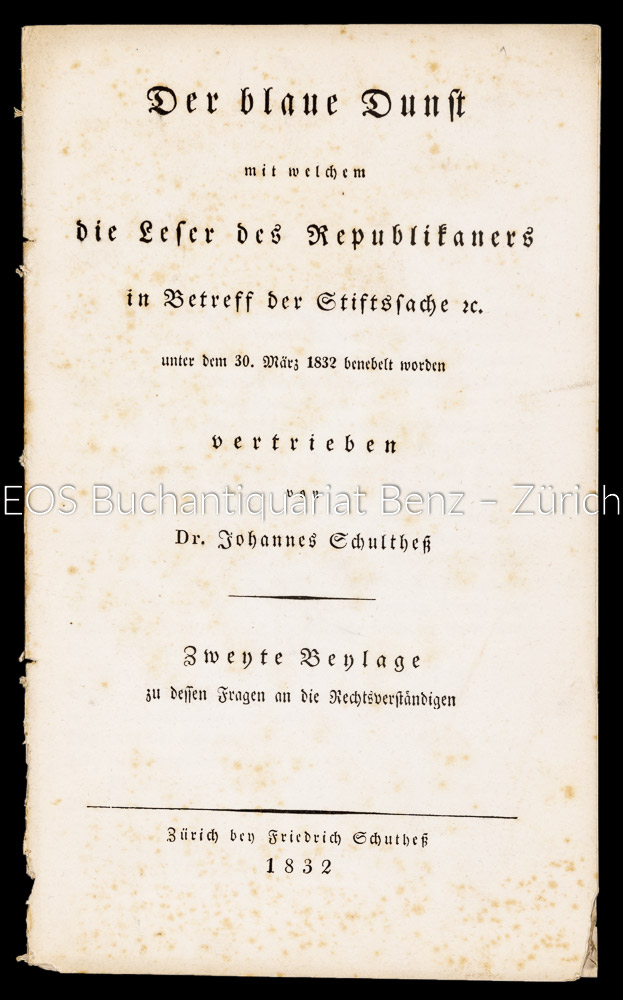 Der blaue Dunst
mit welchem
die Leser des Republikaners
in Betreff der Stiftssache ꝛc.
unter dem 30. März 1832 benebelt worden
vertrieben
von
EOS Buchantiquariat Benz – Zürich
Dr. Johannes Schultheß
Zweyte Beylage
zu dessen Fragen an die Rechtsverständigen
Zürich bey Friedrich Schutheß
1832